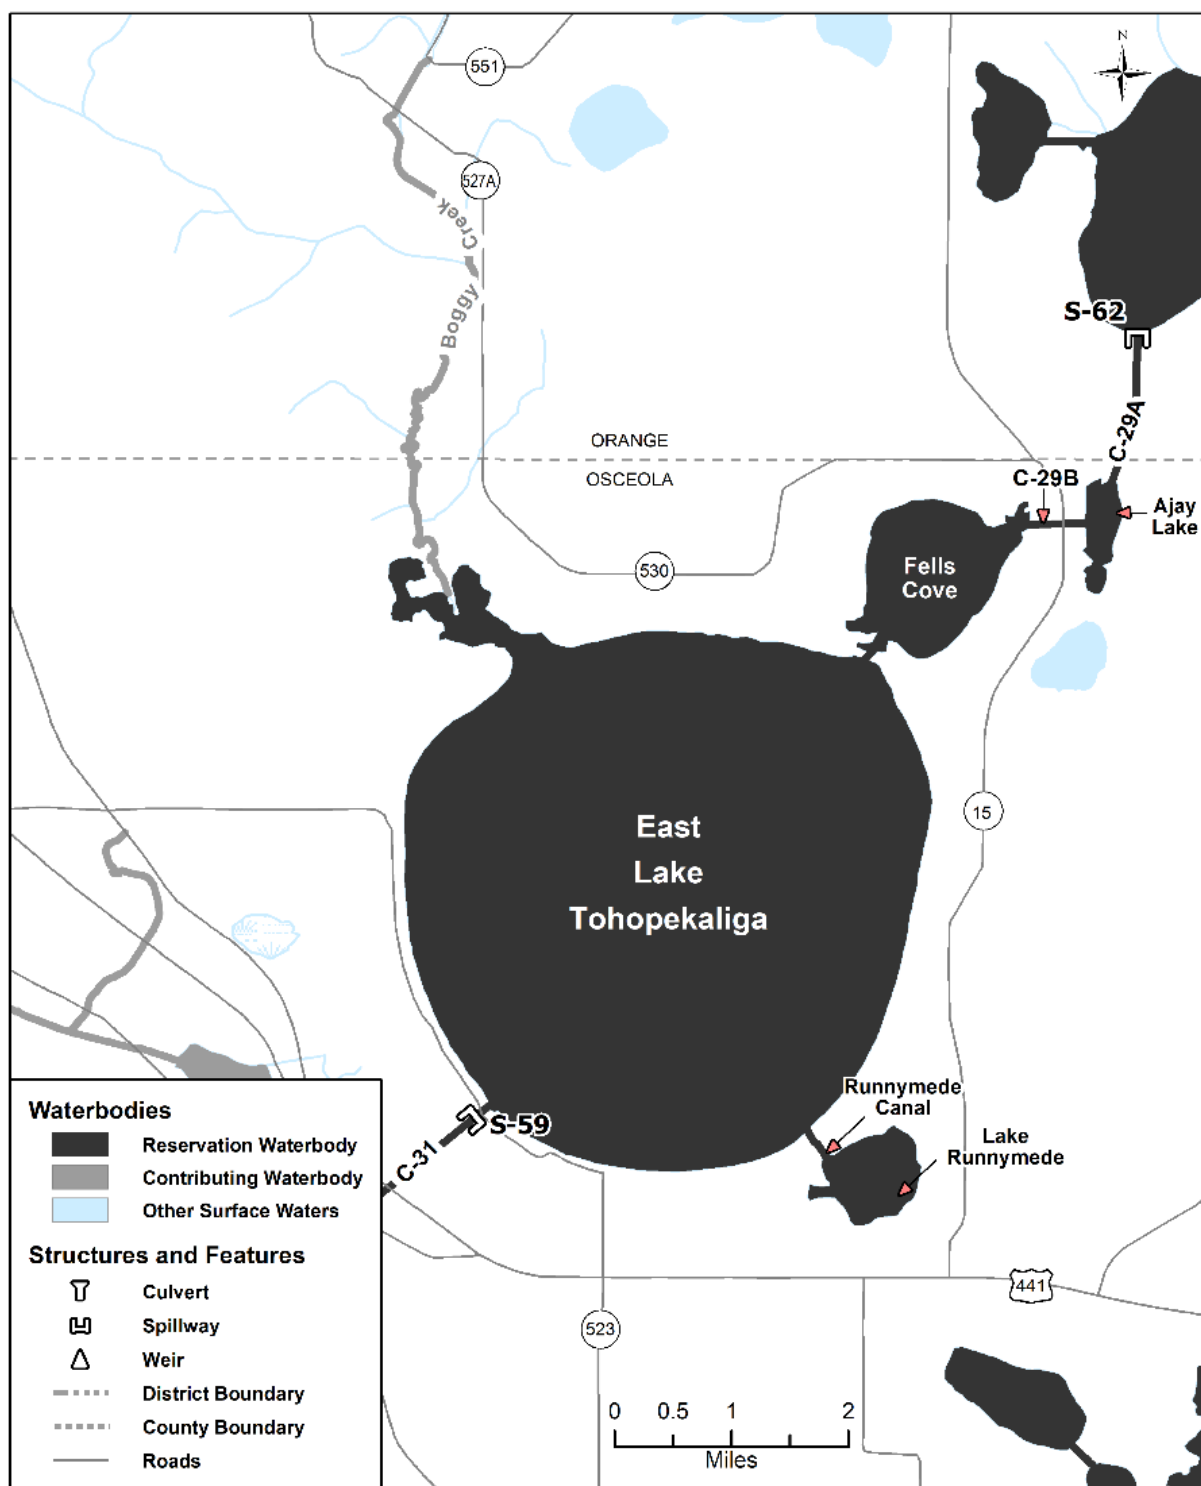 N
551
527A
Boggy Creek
S-62
C-29A
ORANGE
OSCEOLA
C-29B
Ajay
Lake
530
Fells
Cove
15
East
Lake
Tohopekaliga
Runnymede
Canal
Lake
Runnymede
S-59
C-31
441
523
Waterbodies
Reservation Waterbody
Contributing Waterbody
Other Surface Waters
Structures and Features
Culvert
Spillway
Weir
District Boundary
County Boundary
Roads
0 0.5 1 2
Miles